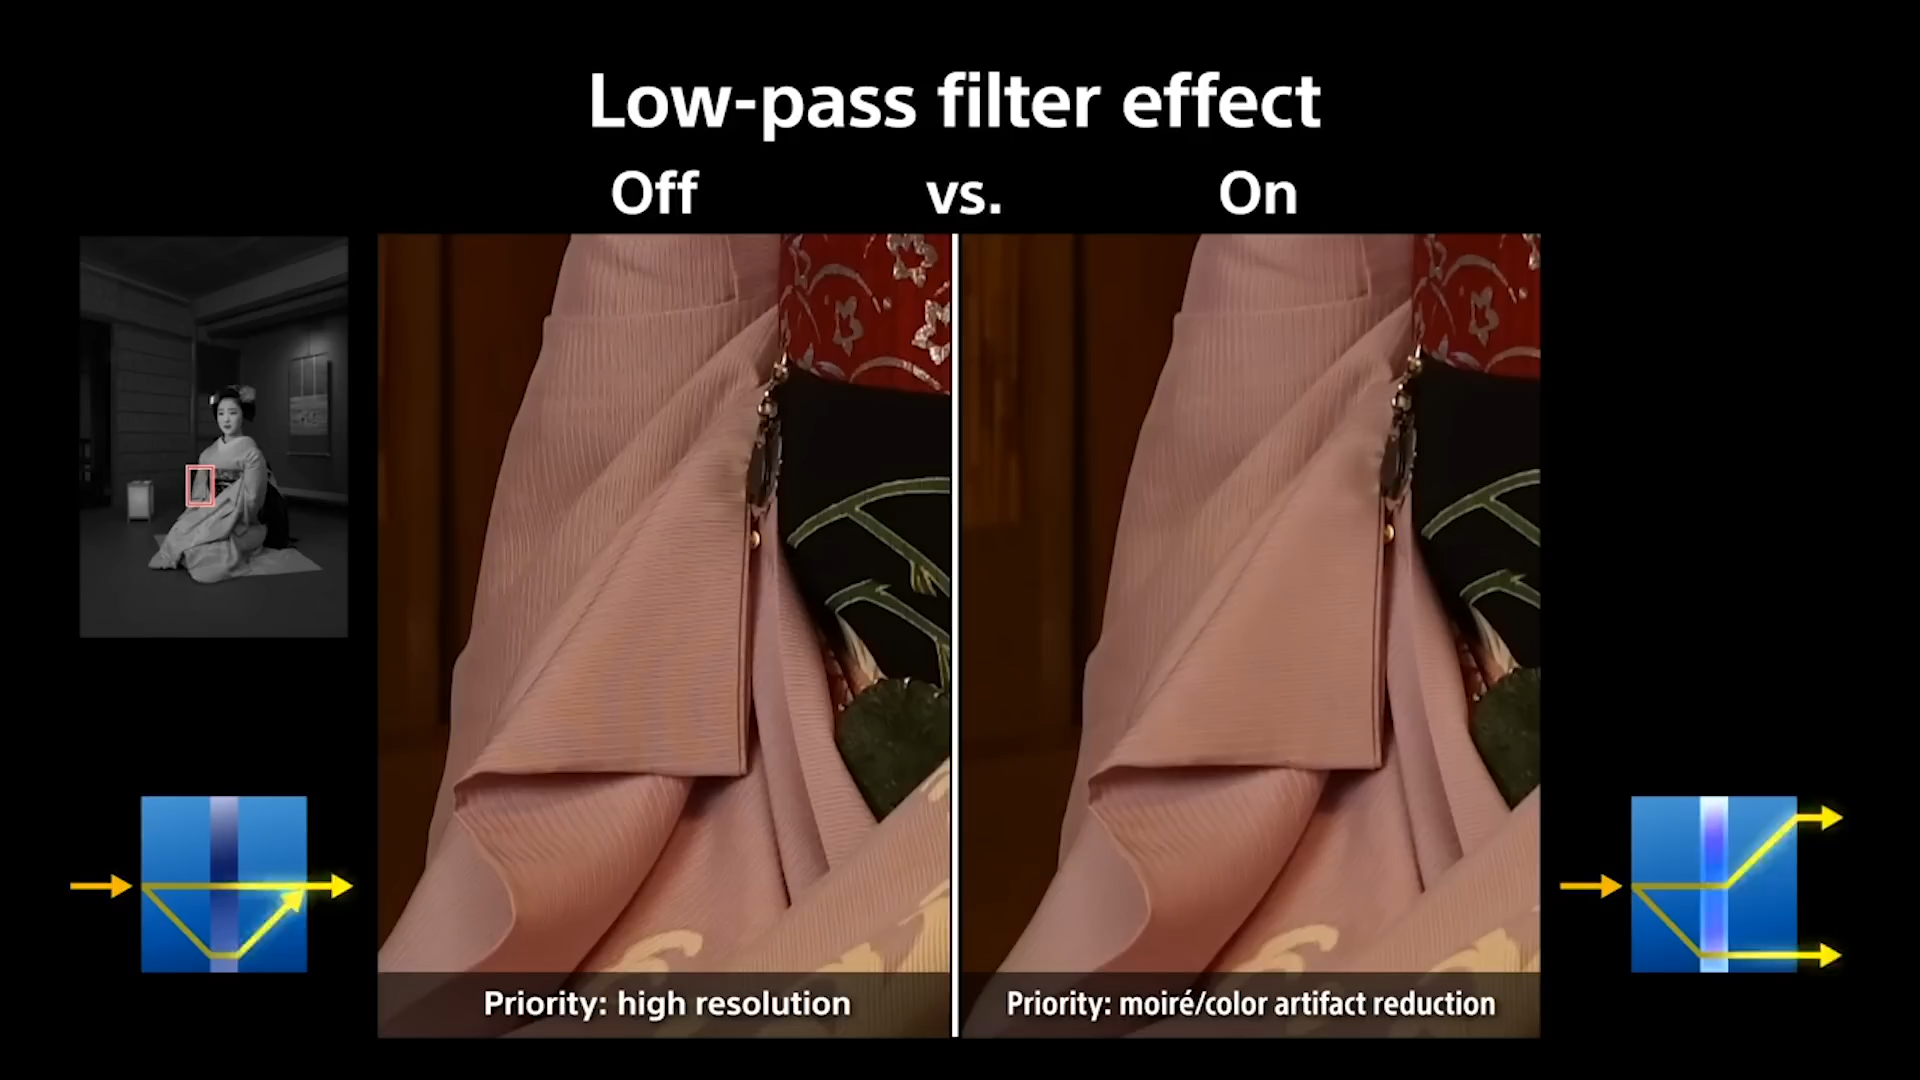 Low-pass filter effect
Off vs. On
Priority: high resolution
Priority: moiré/color artifact reduction